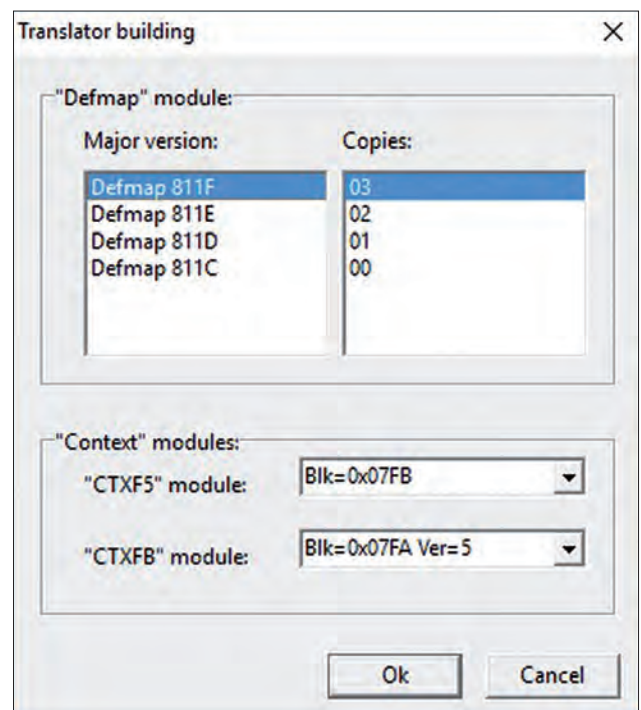 Translator building
"Defmap" module:
Major version:
Copies:
Defmap 811F
03
Defmap 811E
02
Defmap 811D
01
Defmap 811C
00
"Context" modules:
"CTXF5" module:
Blk=0x07FB
"CTXFB" module:
Blk=0x07FA Ver=5
Ok
Cancel